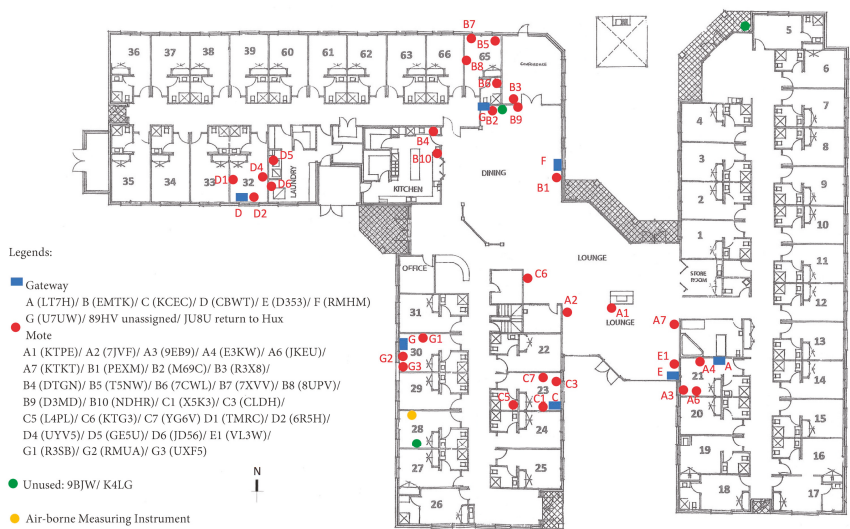 B7
B5
5
36
37
38
39
60
61
62
63
66
65
B8
B6
B3
G
B2
B9
6
7
4
8
3
9
2
10
1
11
12
B4
B10
D5
D4
D1
D6
D
D2
35
34
33
32
LAUNDRY
KITCHEN
DINING
F
B1
LOUNGE
STORE
ROOM
OFFICE
C6
A2
A1
LOUNGE
A7
31
G
G1
G2
30
G3
29
28
27
26
22
C7
23
C3
C5
C1
C
24
25
E1
E
A4
A
21
A3
A6
20
19
18
13
14
15
16
17
Legends:
Gateway
A (LT7H)/ B (EMTK)/ C (KCEC)/ D (CBWT)/ E (D353)/ F (RMHM)
G (U7UW)/ 89HV unassigned/ JU8U return to Hux
Mote
A1 (KTPE)/ A2 (7JVF)/ A3 (9EB9)/ A4 (E3KW)/ A6 (JKEU)/
A7 (KTKT)/ B1 (PEXM)/ B2 (M69C)/ B3 (R3X8)/
B4 (DTGN)/ B5 (T5NW)/ B6 (7CWL)/ B7 (7XVV)/ B8 (8UPV)/
B9 (D3MD)/ B10 (NDHR)/ C1 (X5K3)/ C3 (CLDH)/
C5 (L4PL)/ C6 (KTG3)/ C7 (YG6V) D1 (TMRC)/ D2 (6R5H)/
D4 (UYV5)/ D5 (GE5U)/ D6 (JD56)/ E1 (VL3W)/
G1 (R3SB)/ G2 (RMUA)/ G3 (UXF5)
N
Unused: 9BJW/ K4LG
Air-borne Measuring Instrument